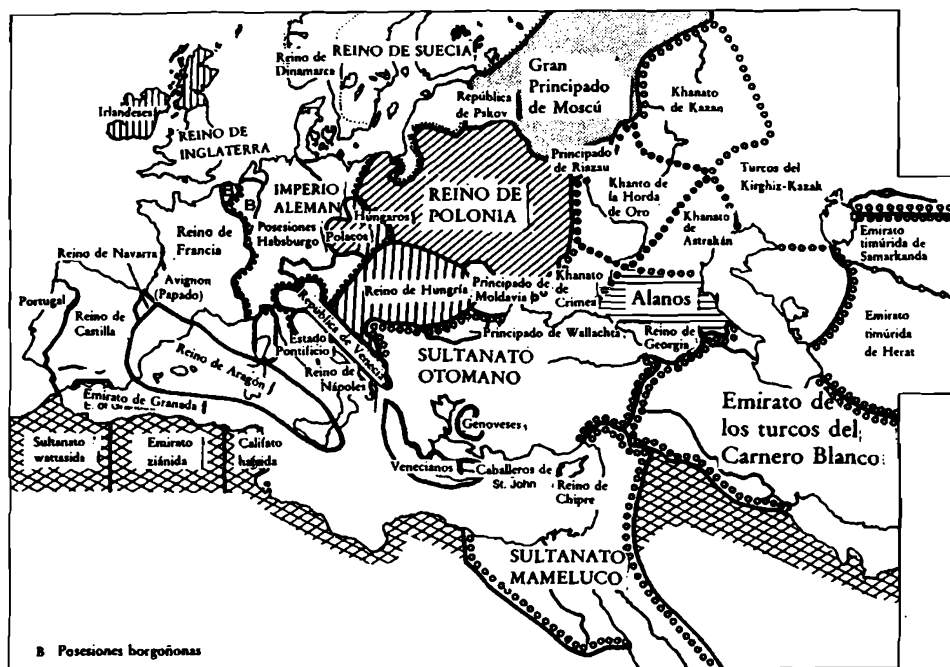 Reino de
Dinamarca
REINO DE SUECIA
Gran
Principado
de Moscú
Khanato
de Kazan
República
de Pskov
Irlandeses
REINO DE
INGLATERRA
Principado
de Riazau
Turcos del
Kirghiz-Kazak
Khanto de
la Horda
de Oro
IMPERIO
ALEMAN
REINO DE
POLONIA
B
B
Posesiones
Habsburgo
Húngaros
Polacos
Khanato
de
Astrakán
Emirato
timúrida de
Samarkanda
Reino de
Francia
Reino de Navarra
Avignon
(Papado)
Portugal
Reino de
Castilla
Reino de Hungría
Principado de
Moldavia
Khanato
de
Crimea
Alanos
República de Venecia
Estado
Pontificio
Principado de Wallachta
Reino de
Georgia
Emirato
timúrida
de Herat
Reino de Aragón
Reino de
Nápoles
SULTANATO
OTOMANO
Emirato de Granada
Genoveses
Emirato de
los turcos del
Carnero Blanco
Sultanato
wattasida
Emirato
ziánida
Califato
hafsida
Venecianos
Caballeros de
St. John
Reino de
Chipre
SULTANATO
MAMELUCO
B Posesiones borgoñonas